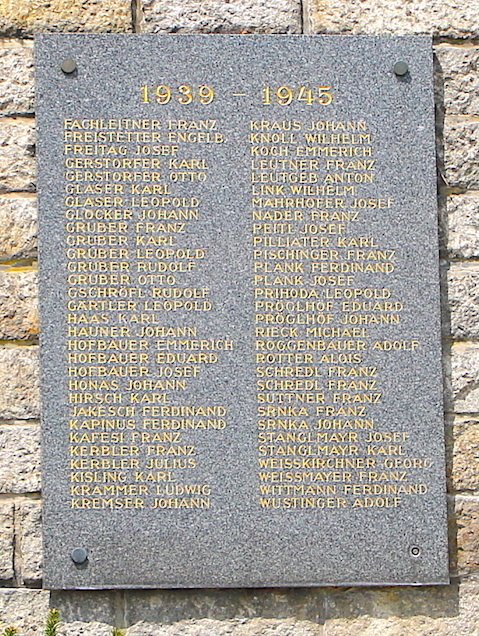 1939 – 1945
FACHLEITNER FRANZ
FREISTETTER ENGELB.
FREITAG JOSEF
GERSTORFER KARL
GERSTORFER OTTO
GLASER KARL
GLASER LEOPOLD
GLOCKER JOHANN
GRUBER FRANZ
GRUBER KARL
GRUBER LEOPOLD
GRUBER RUDOLF
GRUBER OTTO
GSCHRÖFL RUDOLF
GÄRTLER LEOPOLD
HAAS KARL
HAUNER JOHANN
HOFBAUER EMMERICH
HOFBAUER EDUARD
HOFBAUER JOSEF
HONAS JOHANN
HIRSCH KARL
JAKESCH FERDINAND
KAPINUS FERDINAND
KAFESI FRANZ
KERBLER FRANZ
KERBLER JULIUS
KISLING KARL
KRAMMER LUDWIG
KREMSER JOHANN
KRAUS JOHANN
KNOLL WILHELM
KOCH EMMERICH
LEUTNER FRANZ
LEUTGEB ANTON
LINK WILHELM
MAHRHOFER JOSEF
NADER FRANZ
PEITL JOSEF
PILLIATER KARL
PISCHINGER FRANZ
PLANK FERDINAND
PLANK JOSEF
PRIHODA LEOPOLD
PRÖGLHÖF EDUARD
PRÖGLHÖF JOHANN
RIECK MICHAEL
ROGGENBAUER ADOLF
ROTTER ALOIS
SCHREDL FRANZ
SCHREDL FRANZ
SUTTNER FRANZ
SRNKA FRANZ
SRNKA JOHANN
STANGLMAYR JOSEF
STANGLMAYR KARL
WEISSKIRCHNER GEORG
WEISSMAYER FRANZ
WITTMANN FERDINAND
WUSTINGER ADOLF